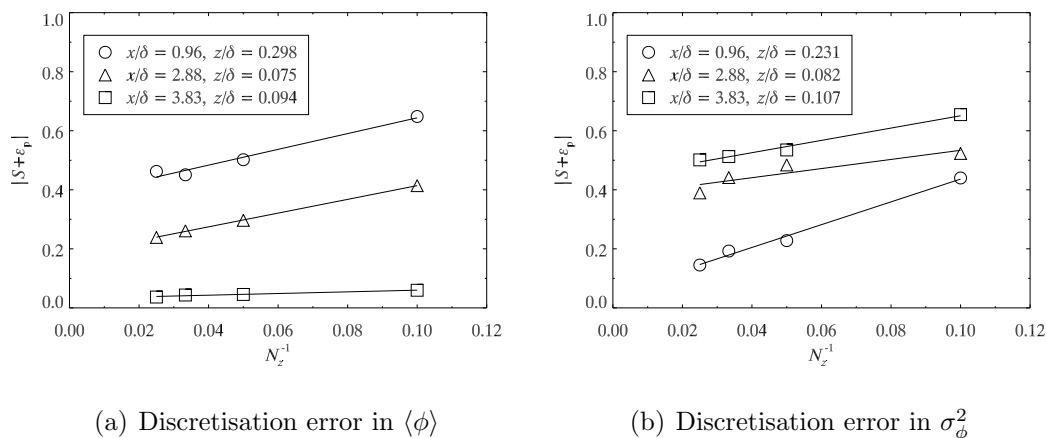 1.0
0.8
0.6
0.4
0.2
0.0
|S+εₚ|
○ x/δ = 0.96, z/δ = 0.298
△ x/δ = 2.88, z/δ = 0.075
□ x/δ = 3.83, z/δ = 0.094
0.00 0.02 0.04 0.06 0.08 0.10 0.12
N_z^-1
(a) Discretisation error in ⟨ϕ⟩
1.0
0.8
0.6
0.4
0.2
0.0
|S+εₚ|
○ x/δ = 0.96, z/δ = 0.231
△ x/δ = 2.88, z/δ = 0.082
□ x/δ = 3.83, z/δ = 0.107
0.00 0.02 0.04 0.06 0.08 0.10 0.12
N_z^-1
(b) Discretisation error in σ_ϕ^2